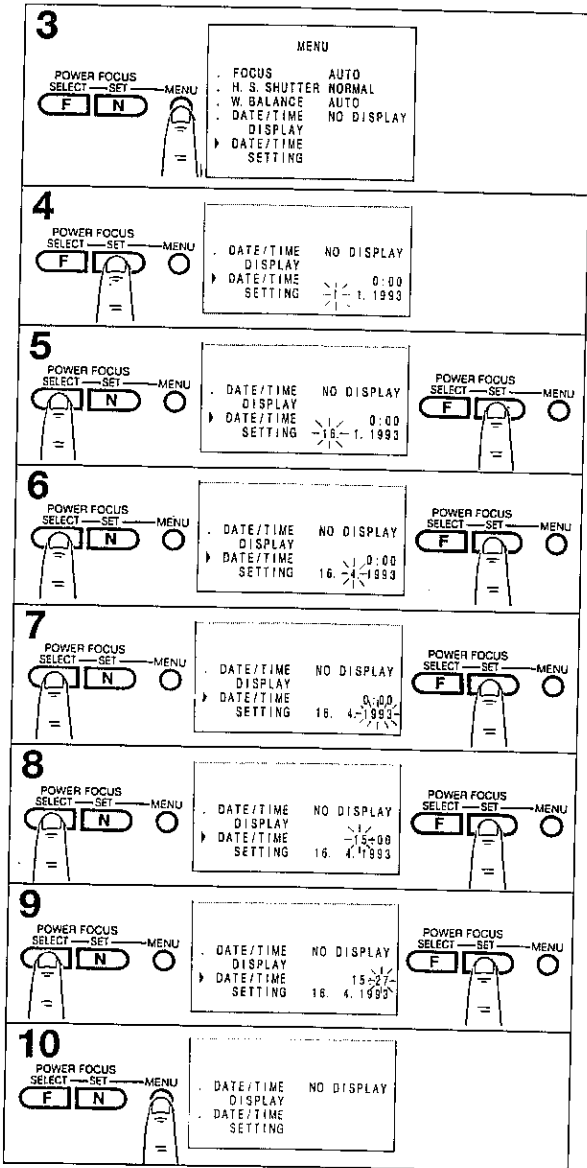 3
MENU
POWER FOCUS
SELECT SET MENU
F N
. FOCUS AUTO
. H. S. SHUTTER NORMAL
. W. BALANCE AUTO
. DATE/TIME NO DISPLAY
DISPLAY
▶ DATE/TIME
SETTING
4
POWER FOCUS
SELECT SET MENU
F
. DATE/TIME NO DISPLAY
DISPLAY
▶ DATE/TIME 0:00
SETTING 1. 1. 1993
5
POWER FOCUS
SELECT SET MENU
N
. DATE/TIME NO DISPLAY
DISPLAY
▶ DATE/TIME 0:00
SETTING 16. 1. 1993
POWER FOCUS
SELECT SET MENU
F
6
POWER FOCUS
SELECT SET MENU
N
. DATE/TIME NO DISPLAY
DISPLAY
▶ DATE/TIME 0:00
SETTING 16. 4. 1993
POWER FOCUS
SELECT SET MENU
F
7
POWER FOCUS
SELECT SET MENU
N
. DATE/TIME NO DISPLAY
DISPLAY
▶ DATE/TIME 0:00
SETTING 16. 4. 1993
POWER FOCUS
SELECT SET MENU
F
8
POWER FOCUS
SELECT SET MENU
N
. DATE/TIME NO DISPLAY
DISPLAY
▶ DATE/TIME 15:00
SETTING 16. 4. 1993
POWER FOCUS
SELECT SET MENU
F
9
POWER FOCUS
SELECT SET MENU
N
. DATE/TIME NO DISPLAY
DISPLAY
▶ DATE/TIME 15:27
SETTING 16. 4. 1993
POWER FOCUS
SELECT SET MENU
F
10
POWER FOCUS
SELECT SET MENU
F N
. DATE/TIME NO DISPLAY
DISPLAY
. DATE/TIME
SETTING